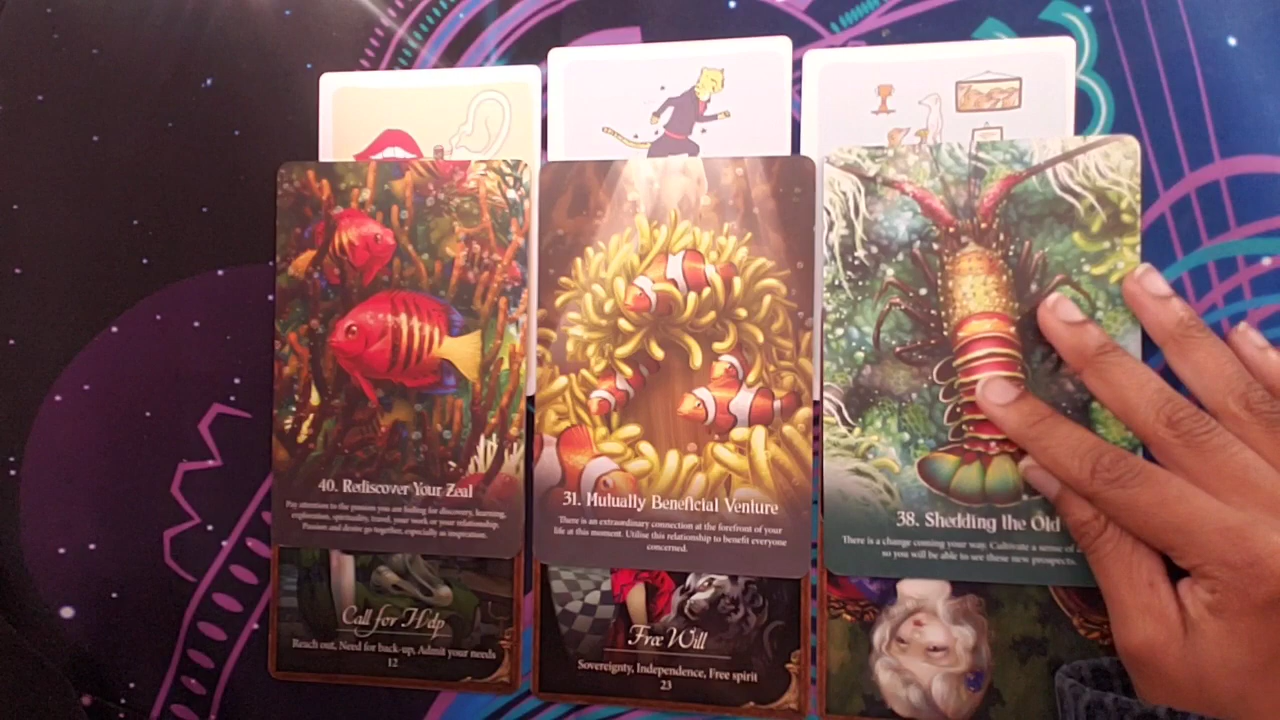 40. Rediscover Your Zeal
Pay attention to the passion you are feeling for discovery, learning,
exploration, spirituality, travel, your work or your relationship.
Passion and desire go together, especially as inspiration.
Call for Help
Reach out, Need for back-up, Admit your needs
12
31. Mutually Beneficial Venture
There is an extraordinary connection at the forefront of your
life at this moment. Utilise this relationship to benefit everyone
concerned.
Free Will
Sovereignty, Independence, Free spirit
23
38. Shedding the Old
There is a change coming your way. Cultivate a sense of
so you will be able to see these new prospects.